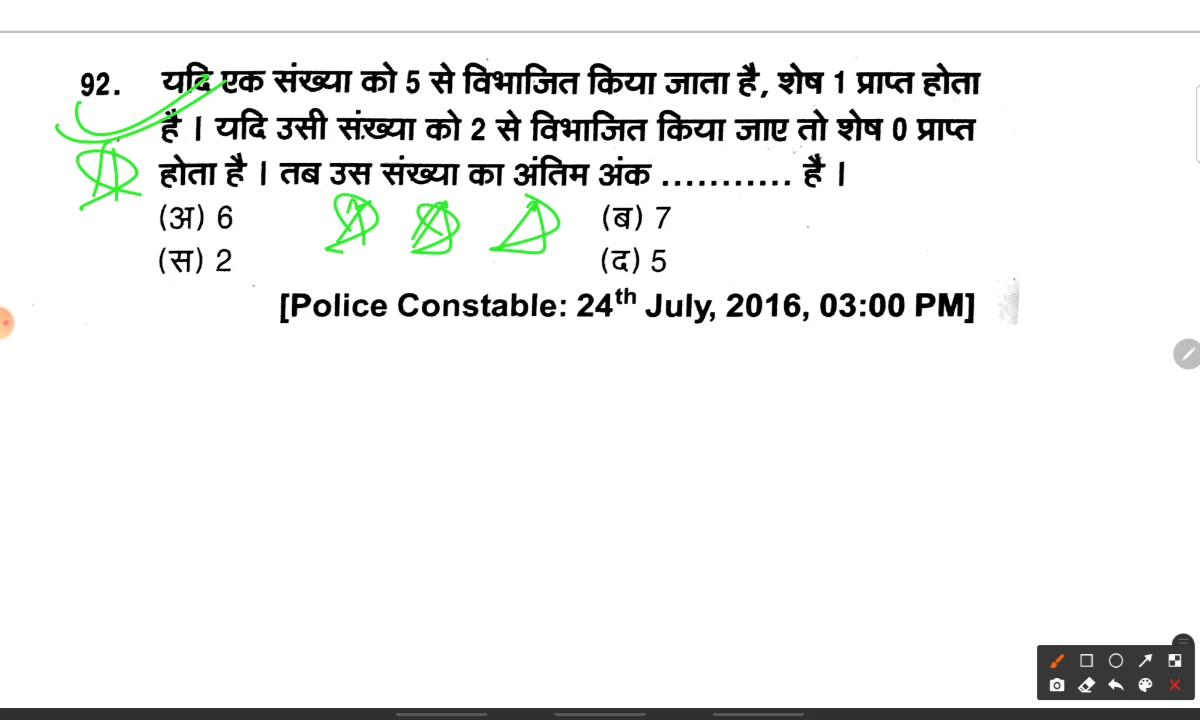 92. यदि एक संख्या को 5 से विभाजित किया जाता है, शेष 1 प्राप्त होता
है । यदि उसी संख्या को 2 से विभाजित किया जाए तो शेष 0 प्राप्त
होता है । तब उस संख्या का अंतिम अंक ........... है ।
(अ) 6 (ब) 7
(स) 2 (द) 5
[Police Constable: 24th July, 2016, 03:00 PM]